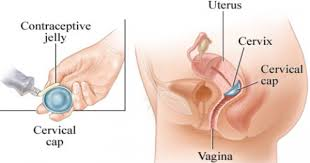 Contraceptive
jelly
Cervical
cap
Uterus
Cervix
Cervical
cap
Vagina